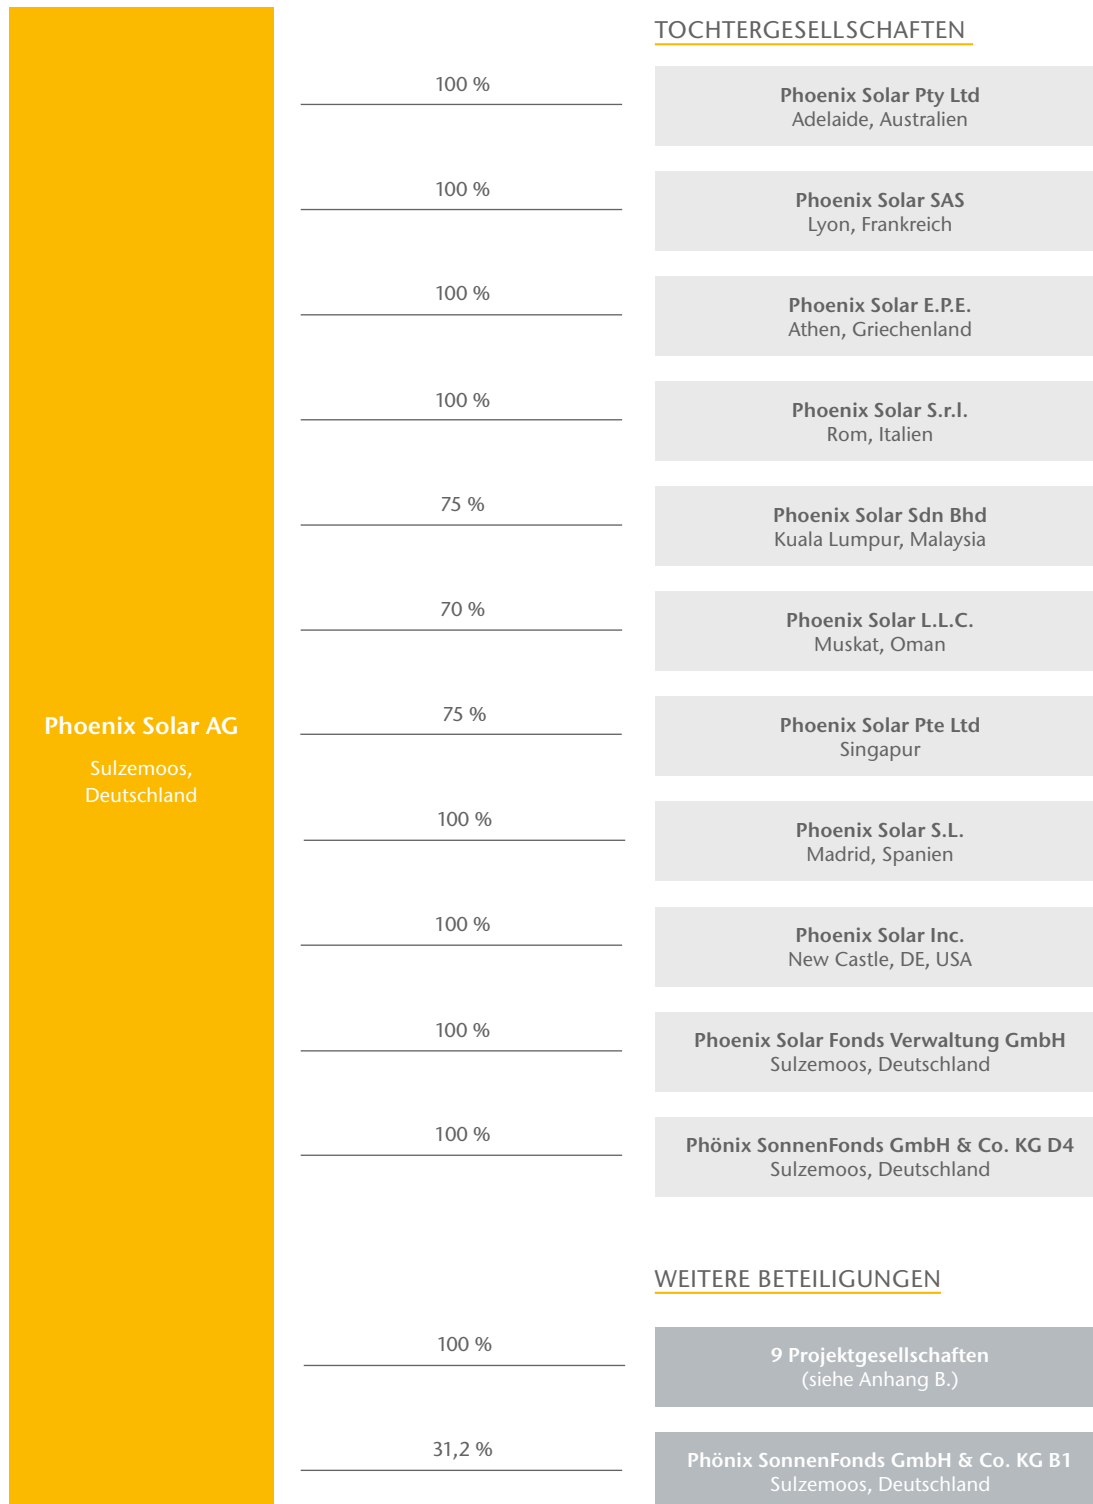 TOCHTERGESELLSCHAFTEN
100 %
Phoenix Solar Pty Ltd
Adelaide, Australien
100 %
Phoenix Solar SAS
Lyon, Frankreich
100 %
Phoenix Solar E.P.E.
Athen, Griechenland
100 %
Phoenix Solar S.r.l.
Rom, Italien
75 %
Phoenix Solar Sdn Bhd
Kuala Lumpur, Malaysia
70 %
Phoenix Solar L.L.C.
Muskat, Oman
Phoenix Solar AG
Sulzemoos,
Deutschland
75 %
Phoenix Solar Pte Ltd
Singapur
100 %
Phoenix Solar S.L.
Madrid, Spanien
100 %
Phoenix Solar Inc.
New Castle, DE, USA
100 %
Phoenix Solar Fonds Verwaltung GmbH
Sulzemoos, Deutschland
100 %
Phönix SonnenFonds GmbH & Co. KG D4
Sulzemoos, Deutschland
WEITERE BETEILIGUNGEN
100 %
9 Projektgesellschaften
(siehe Anhang B.)
31,2 %
Phönix SonnenFonds GmbH & Co. KG B1
Sulzemoos, Deutschland